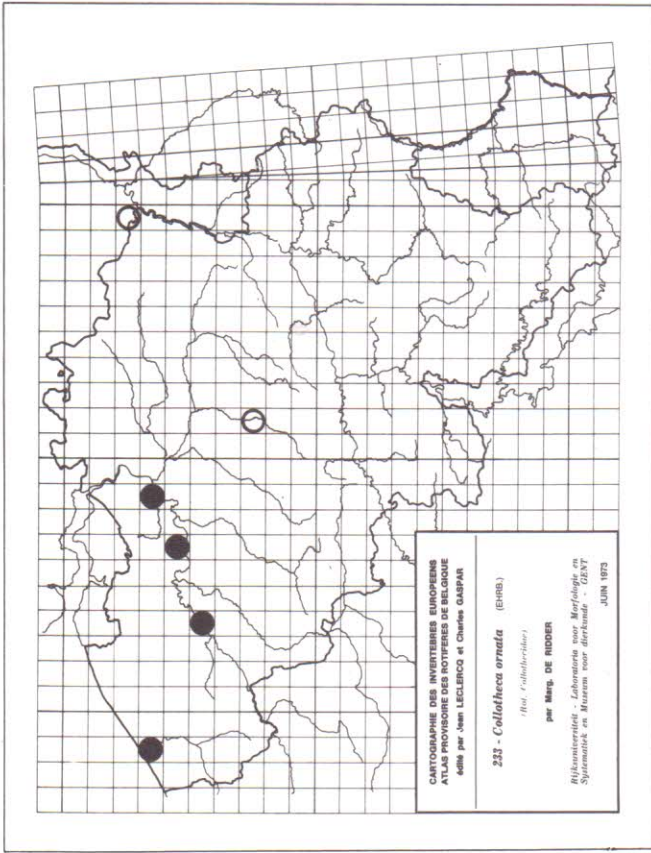 CARTOGRAPHIE DES INVERTEBRES EUROPEENS
ATLAS PROVISOIRE DES ROTIFERES DE BELGIQUE
édité par Jean LECLERCQ et Charles GASPAR
233 - Collotheca ornata (EHRB.)
(Rot. Collothecidae)
par Marg. DE RIDDER
Rijksuniversiteit - Laboratoria voor Morfologie en
Systematiek en Museum voor dierkunde - GENT
JUIN 1973